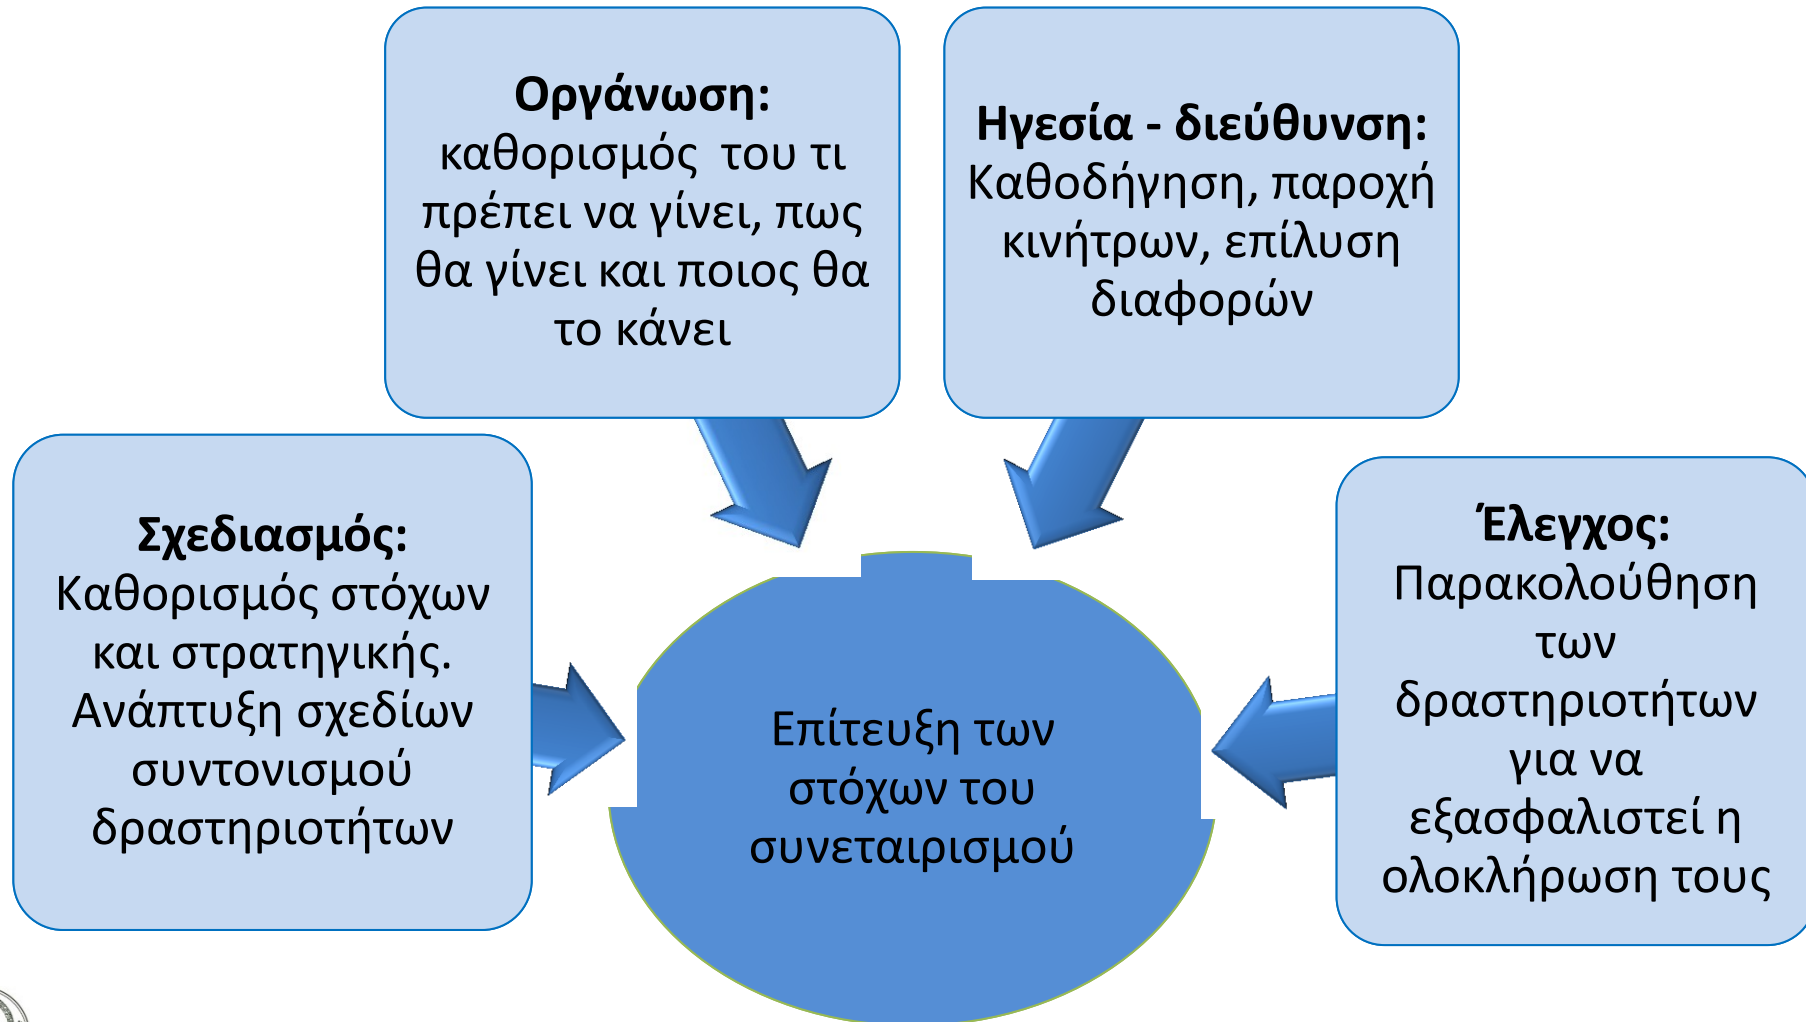 Οργάνωση:
καθορισμός του τι
πρέπει να γίνει, πως
θα γίνει και ποιος θα
το κάνει
Ηγεσία - διεύθυνση:
Καθοδήγηση, παροχή
κινήτρων, επίλυση
διαφορών
Σχεδιασμός:
Καθορισμός στόχων
και στρατηγικής.
Ανάπτυξη σχεδίων
συντονισμού
δραστηριοτήτων
Έλεγχος:
Παρακολούθηση
των
δραστηριοτήτων
για να
εξασφαλιστεί η
ολοκλήρωση τους
Επίτευξη των
στόχων του
συνεταιρισμού